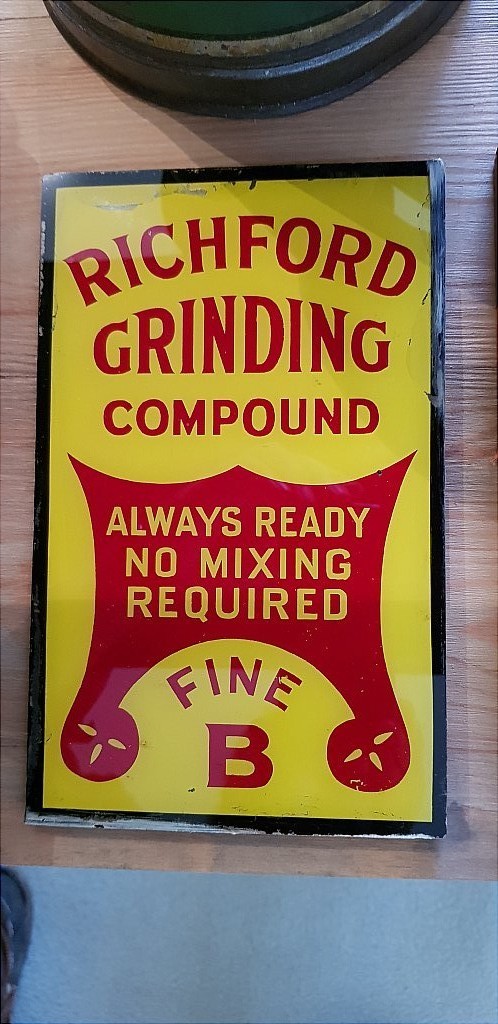 RICHFORD
GRINDING
COMPOUND
ALWAYS READY
NO MIXING
REQUIRED
FINE
B